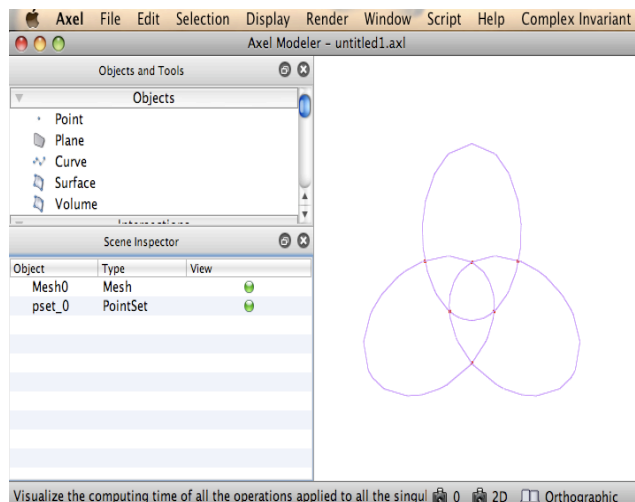 Axel File Edit Selection Display Render Window Script Help Complex Invariant
Axel Modeler - untitled1.axl
Objects and Tools
Objects
Point
Plane
Curve
Surface
Volume
Intersections
Scene Inspector
Object Type View
Mesh0 Mesh
pset_0 PointSet
Visualize the computing time of all the operations applied to all the singul 0 2D Orthographic